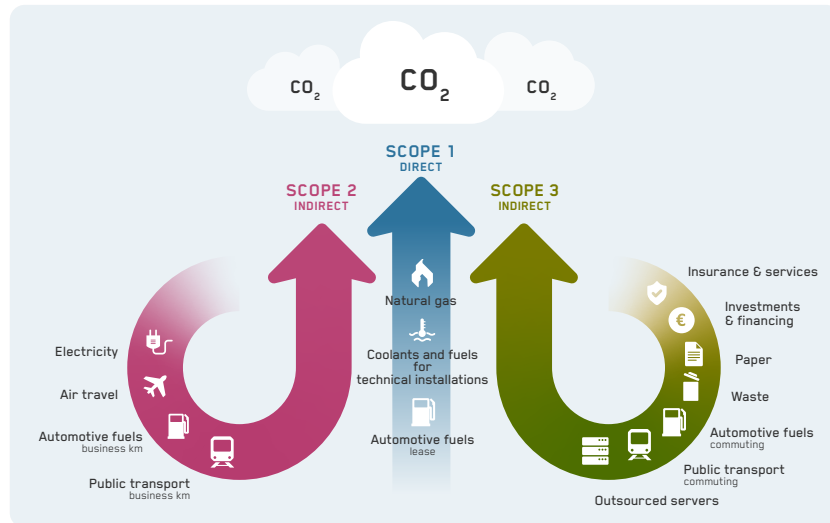 CO2
CO2
CO2
SCOPE 1
DIRECT
SCOPE 2
INDIRECT
SCOPE 3
INDIRECT
Natural gas
Coolants and fuels
for
technical installations
Automotive fuels
lease
Electricity
Air travel
Automotive fuels
business km
Public transport
business km
Insurance & services
€
Investments
& financing
Paper
Waste
Automotive fuels
commuting
Public transport
commuting
Outsourced servers